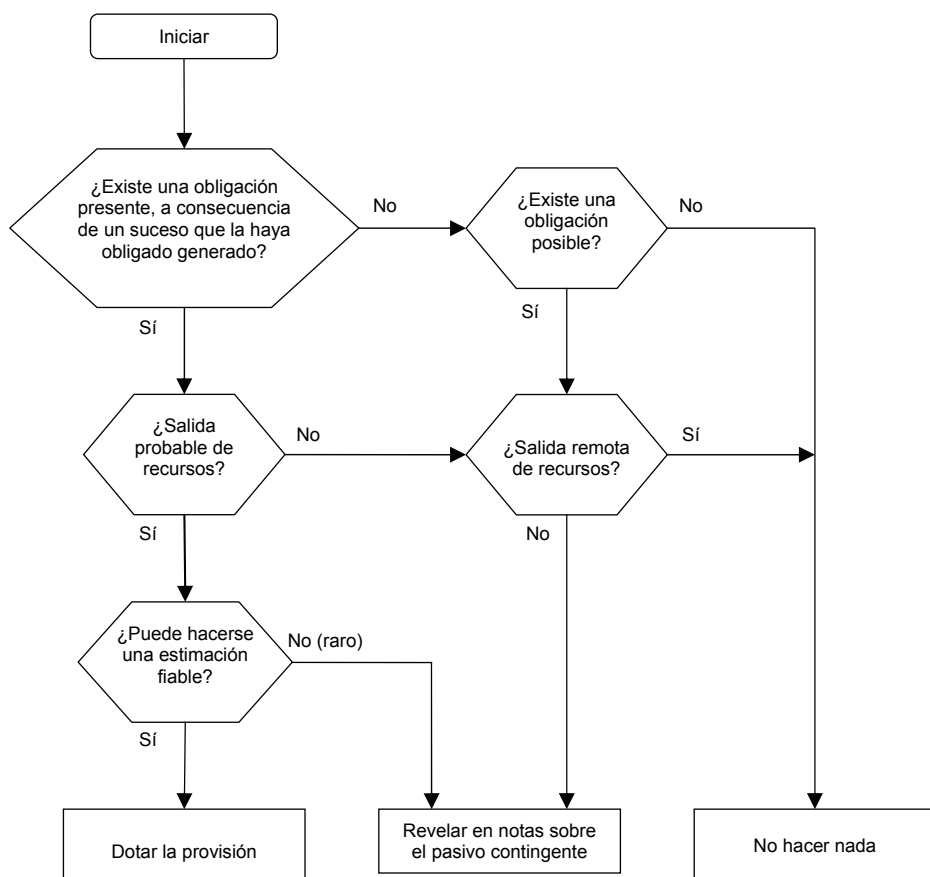 Iniciar
¿Existe una obligación
presente, a consecuencia
de un suceso que la haya
obligado generado?
No
¿Existe una
obligación
posible?
No
Sí
Sí
¿Salida
probable de
recursos?
No
¿Salida remota
de recursos?
Sí
Sí
No
¿Puede hacerse
una estimación
fiable?
No (raro)
Sí
Dotar la provisión
Revelar en notas sobre
el pasivo contingente
No hacer nada